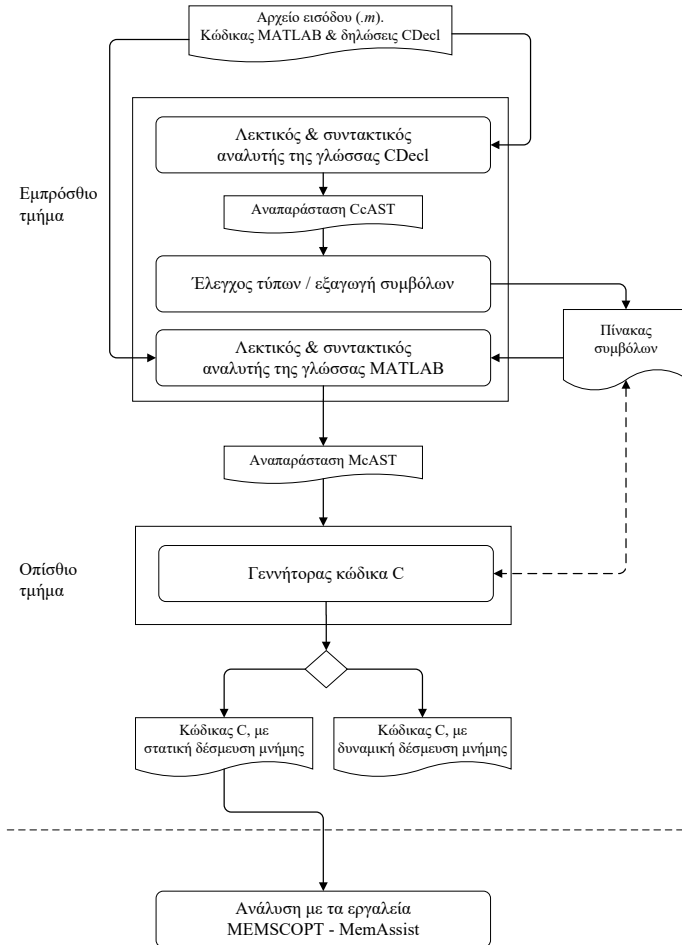 Αρχείο εισόδου (.m).
Κώδικας MATLAB & δηλώσεις CDecl
Λεκτικός & συντακτικός
αναλυτής της γλώσσας CDecl
Εμπρόσθιο
τμήμα
Αναπαράσταση CcAST
Έλεγχος τύπων / εξαγωγή συμβόλων
Πίνακας
συμβόλων
Λεκτικός & συντακτικός
αναλυτής της γλώσσας MATLAB
Αναπαράσταση McAST
Οπίσθιο
τμήμα
Γεννήτορας κώδικα C
Κώδικας C, με
στατική δέσμευση μνήμης
Κώδικας C, με
δυναμική δέσμευση μνήμης
Ανάλυση με τα εργαλεία
MEMSCOPT - MemAssist